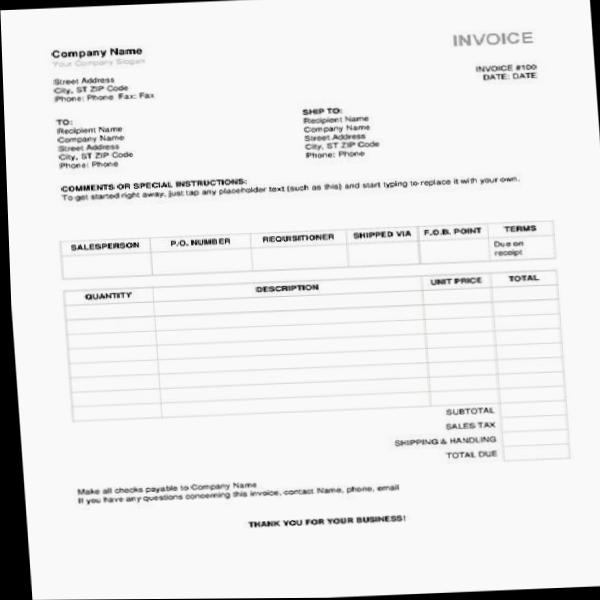 Company Name
Your Company Slogan
INVOICE
Street Address
City, ST ZIP Code
Phone: Phone Fax: Fax
INVOICE #100
DATE: DATE
TO:
Recipient Name
Company Name
Street Address
City, ST ZIP Code
Phone: Phone
SHIP TO:
Recipient Name
Company Name
Street Address
City, ST ZIP Code
Phone: Phone
COMMENTS OR SPECIAL INSTRUCTIONS:
To get started right away, just tap any placeholder text (such as this) and start typing to replace it with your own.
SALESPERSON P.O. NUMBER REQUISITIONER SHIPPED VIA F.O.B. POINT TERMS
Due on
receipt
QUANTITY DESCRIPTION UNIT PRICE TOTAL
SUBTOTAL
SALES TAX
SHIPPING & HANDLING
TOTAL DUE
Make all checks payable to Company Name
If you have any questions concerning this invoice, contact Name, phone, email
THANK YOU FOR YOUR BUSINESS!